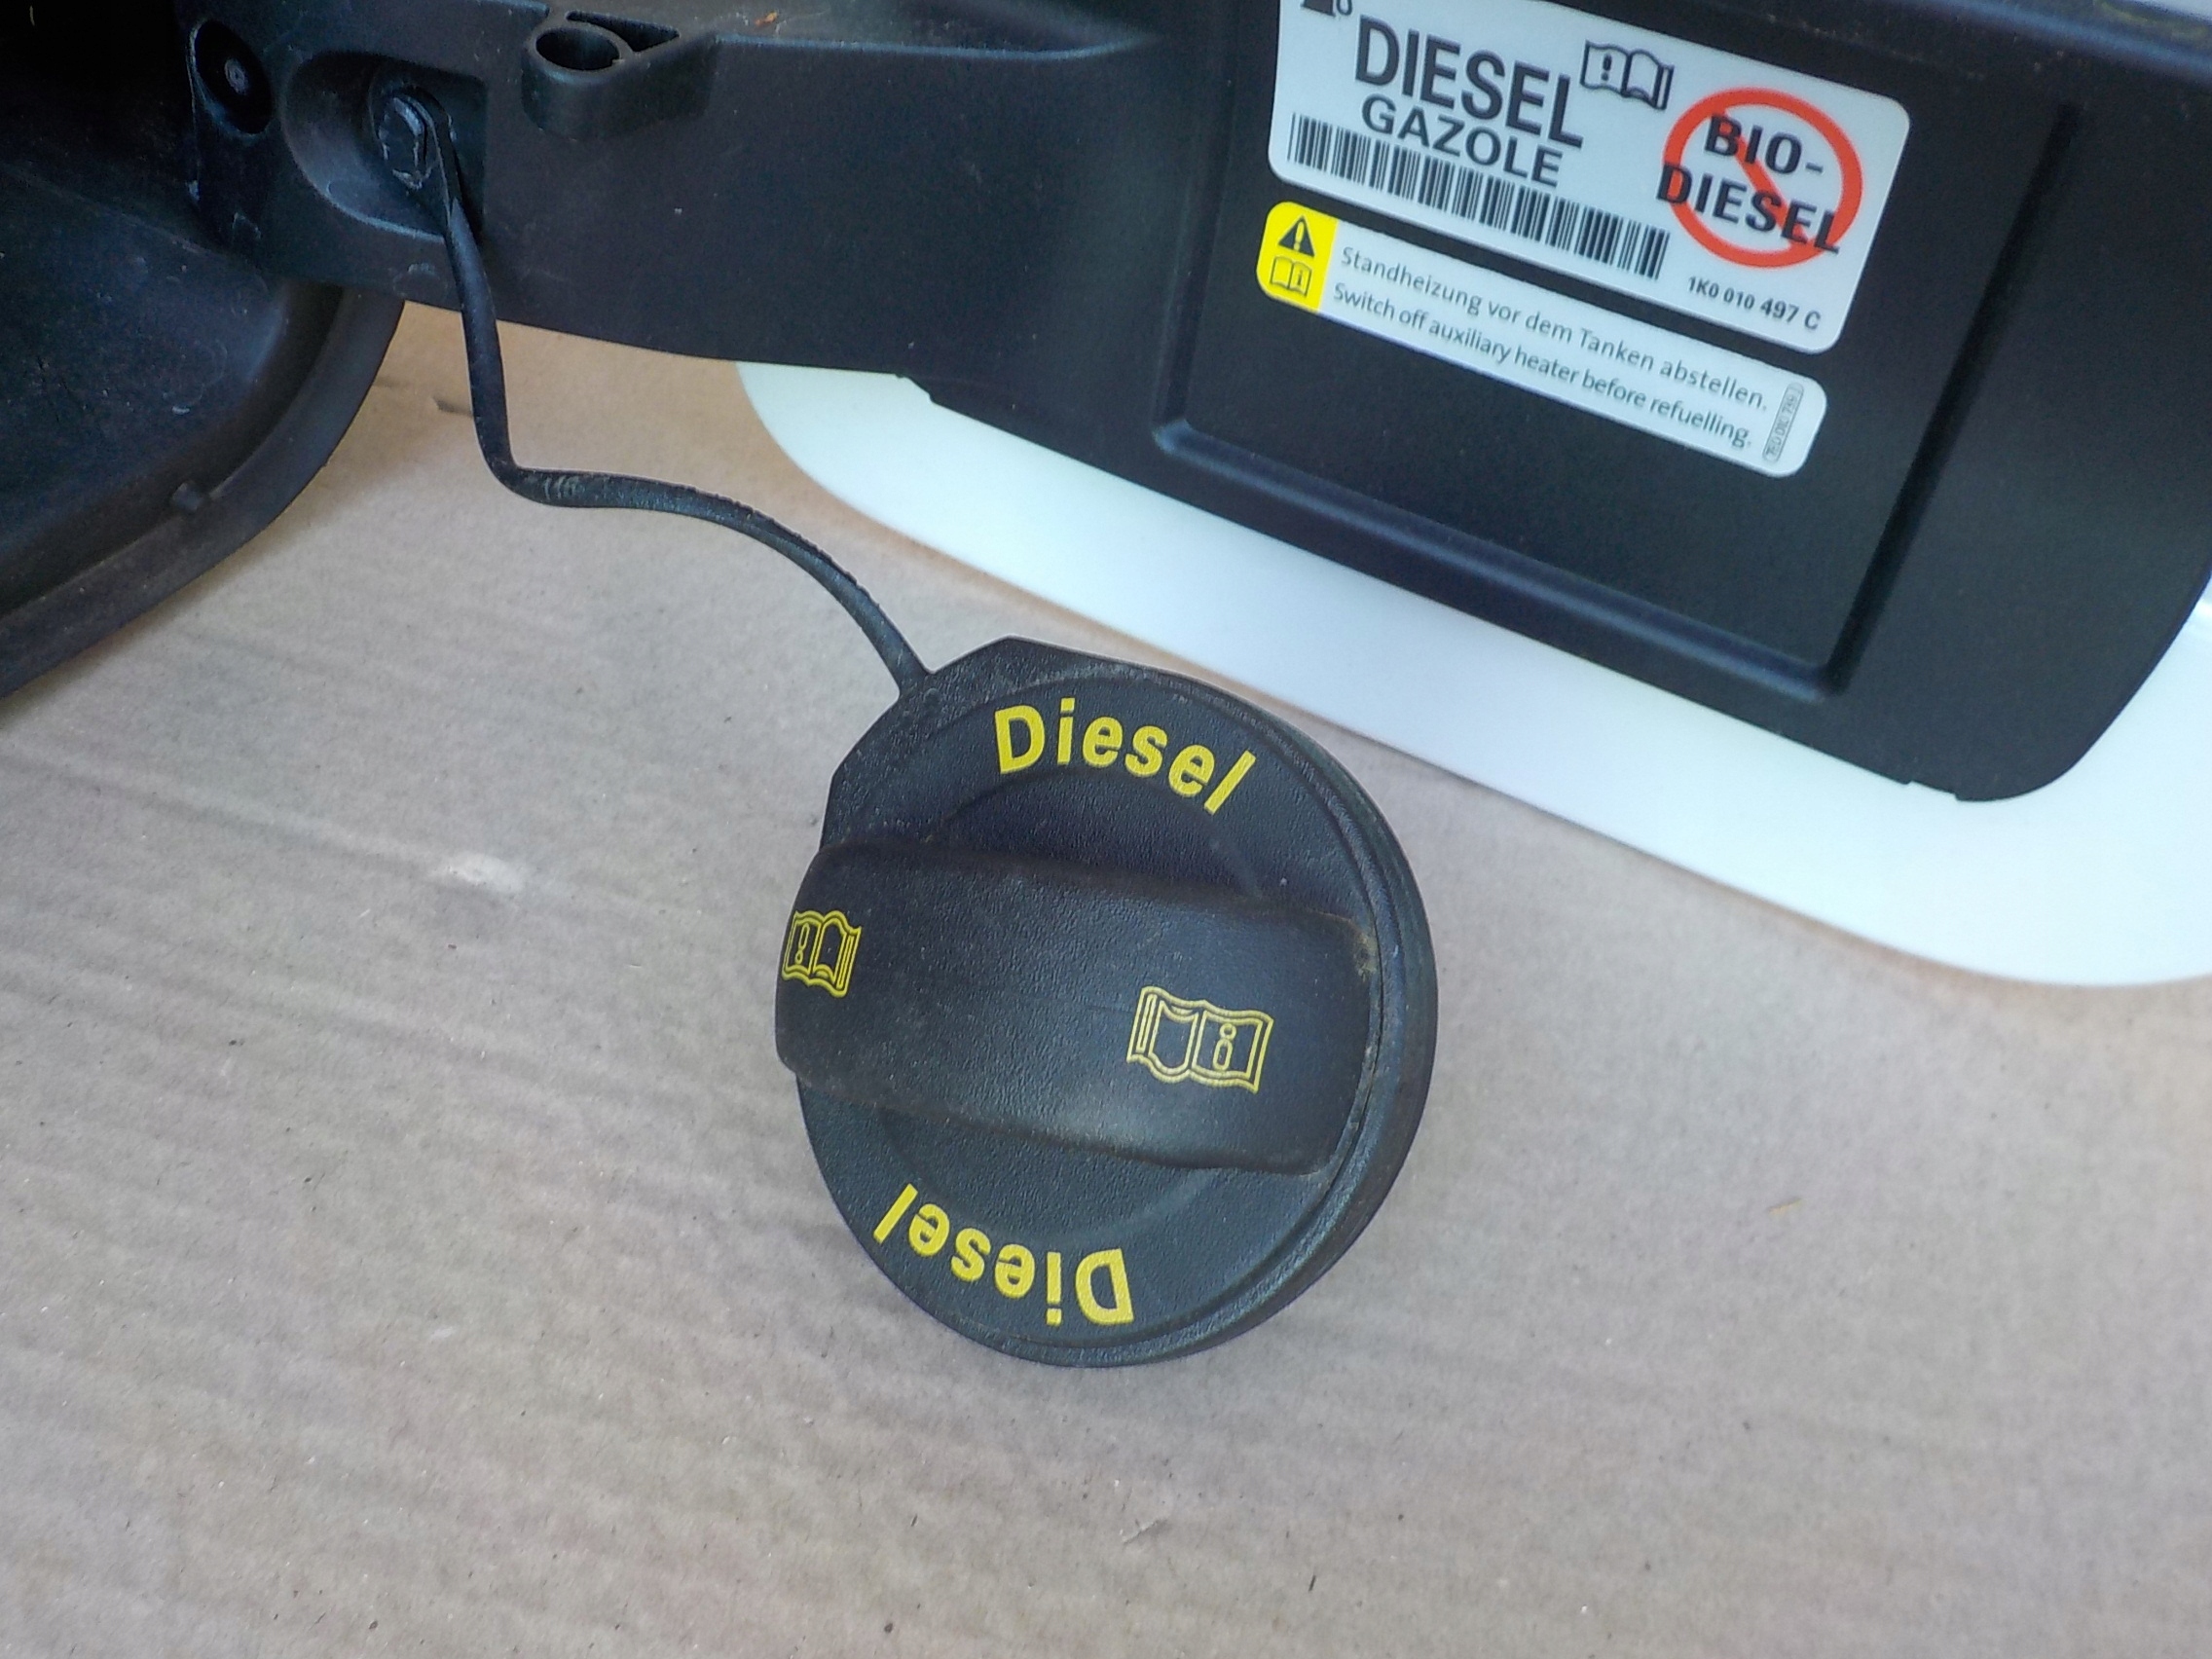 DIESEL
GAZOLE
BIO-
DIESEL
1K0 010 497 C
Standheizung vor dem Tanken abstellen.
Switch off auxiliary heater before refuelling.
Diesel
Diesel